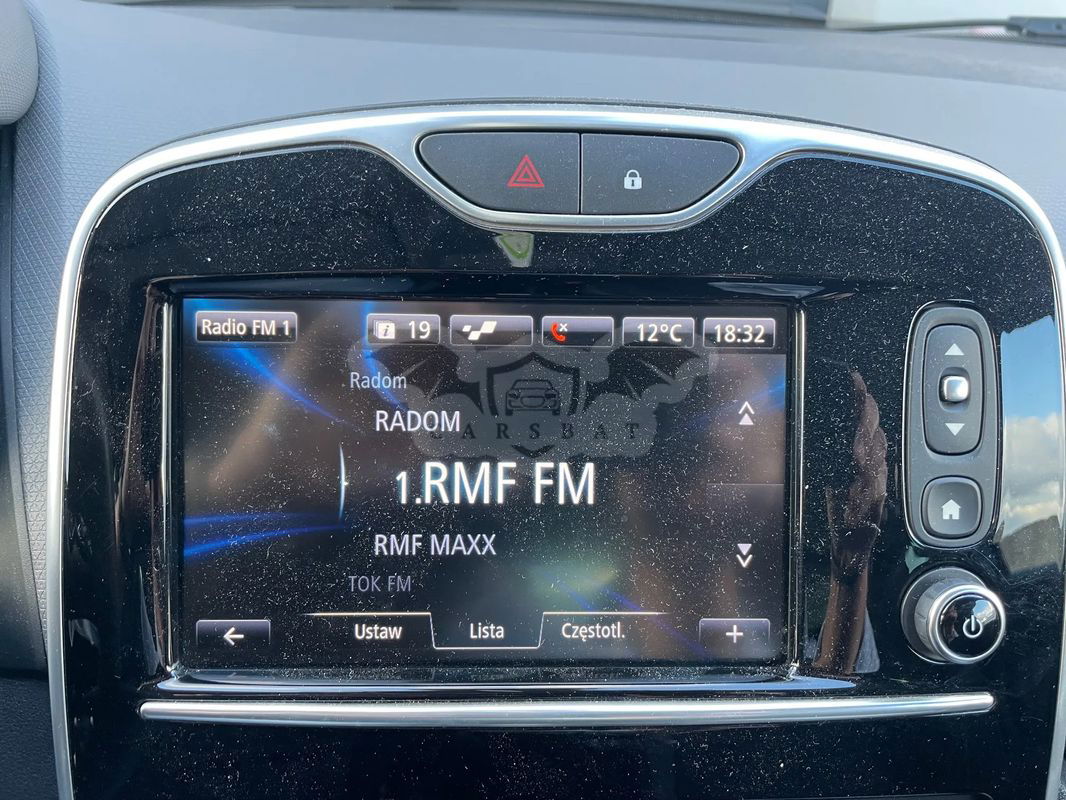 Radio FM 1
19
12°C
18:32
Radom
RADOM
CARSBAT
1.RMF FM
RMF MAXX
TOK FM
Ustaw
Lista
Częstotl.